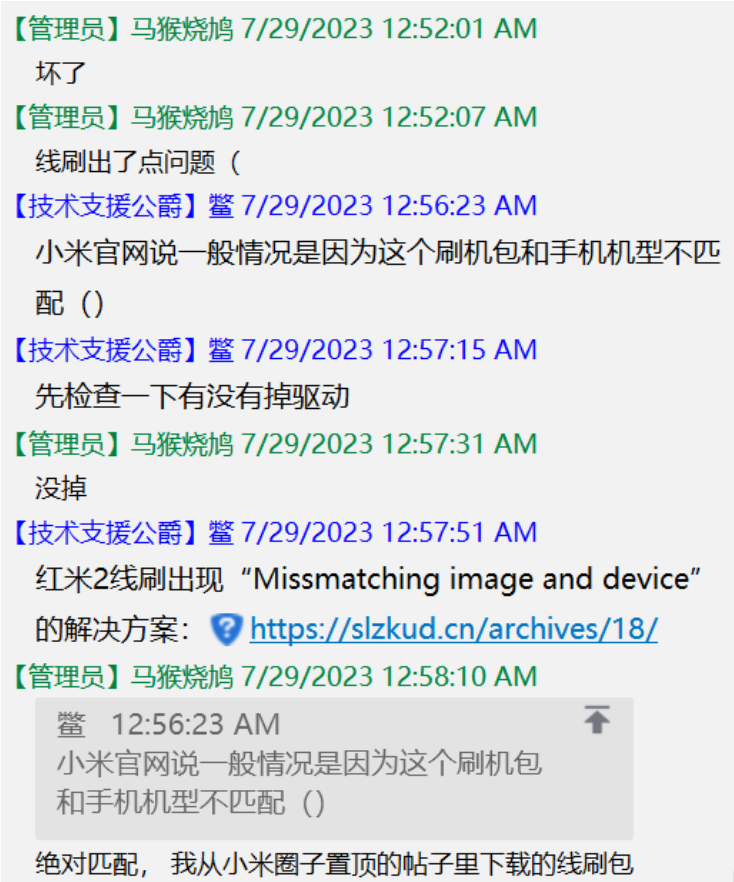 【管理员】马猴烧鸠 7/29/2023 12:52:01 AM
坏了
【管理员】马猴烧鸠 7/29/2023 12:52:07 AM
线刷出了点问题（
【技术支援公爵】鳖 7/29/2023 12:56:23 AM
小米官网说一般情况是因为这个刷机包和手机机型不匹
配（）
【技术支援公爵】鳖 7/29/2023 12:57:15 AM
先检查一下有没有掉驱动
【管理员】马猴烧鸠 7/29/2023 12:57:31 AM
没掉
【技术支援公爵】鳖 7/29/2023 12:57:51 AM
红米2线刷出现“Missmatching image and device”
的解决方案： https://slzkud.cn/archives/18/
【管理员】马猴烧鸠 7/29/2023 12:58:10 AM
鳖 12:56:23 AM
小米官网说一般情况是因为这个刷机包
和手机机型不匹配（）
绝对匹配， 我从小米圈子置顶的帖子里下载的线刷包